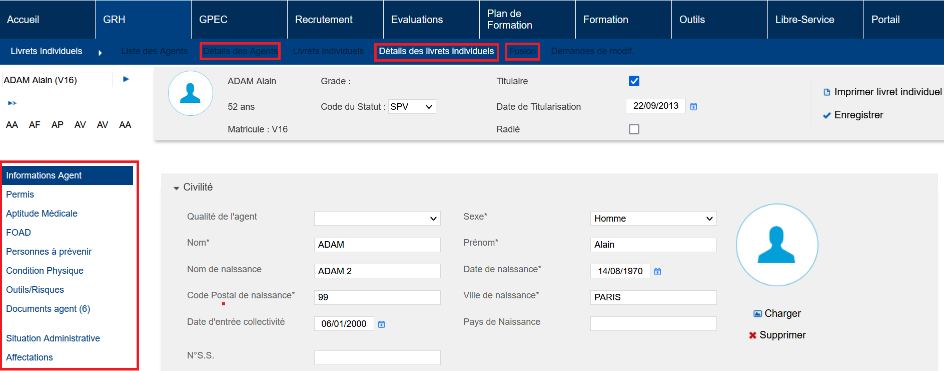 Accueil GRH GPEC Recrutement Evaluations Plan de Formation Formation Outils Libre-Service Portail
Livrets Individuels Liste des Agents Détails des Agents Livrets Individuels Détails des livrets individuels Fusion Demandes de modif.
ADAM Alain (V16)
AA AF AP AV AV AA
ADAM Alain Grade : Titulaire
52 ans Code du Statut : SPV Date de Titularisation 22/09/2013
Matricule : V16 Radié
Imprimer livret individuel
Enregistrer
Informations Agent
Permis
Aptitude Médicale
FOAD
Personnes à prévenir
Condition Physique
Outils/Risques
Documents agent (6)
Situation Administrative
Affectations
Civilité
Qualité de l'agent Sexe* Homme
Nom* ADAM Prénom* Alain
Nom de naissance ADAM 2 Date de naissance* 14/08/1970
Code Postal de naissance* 99 Ville de naissance* PARIS
Date d'entrée collectivité 06/01/2000 Pays de Naissance
N°S.S.
Charger
Supprimer